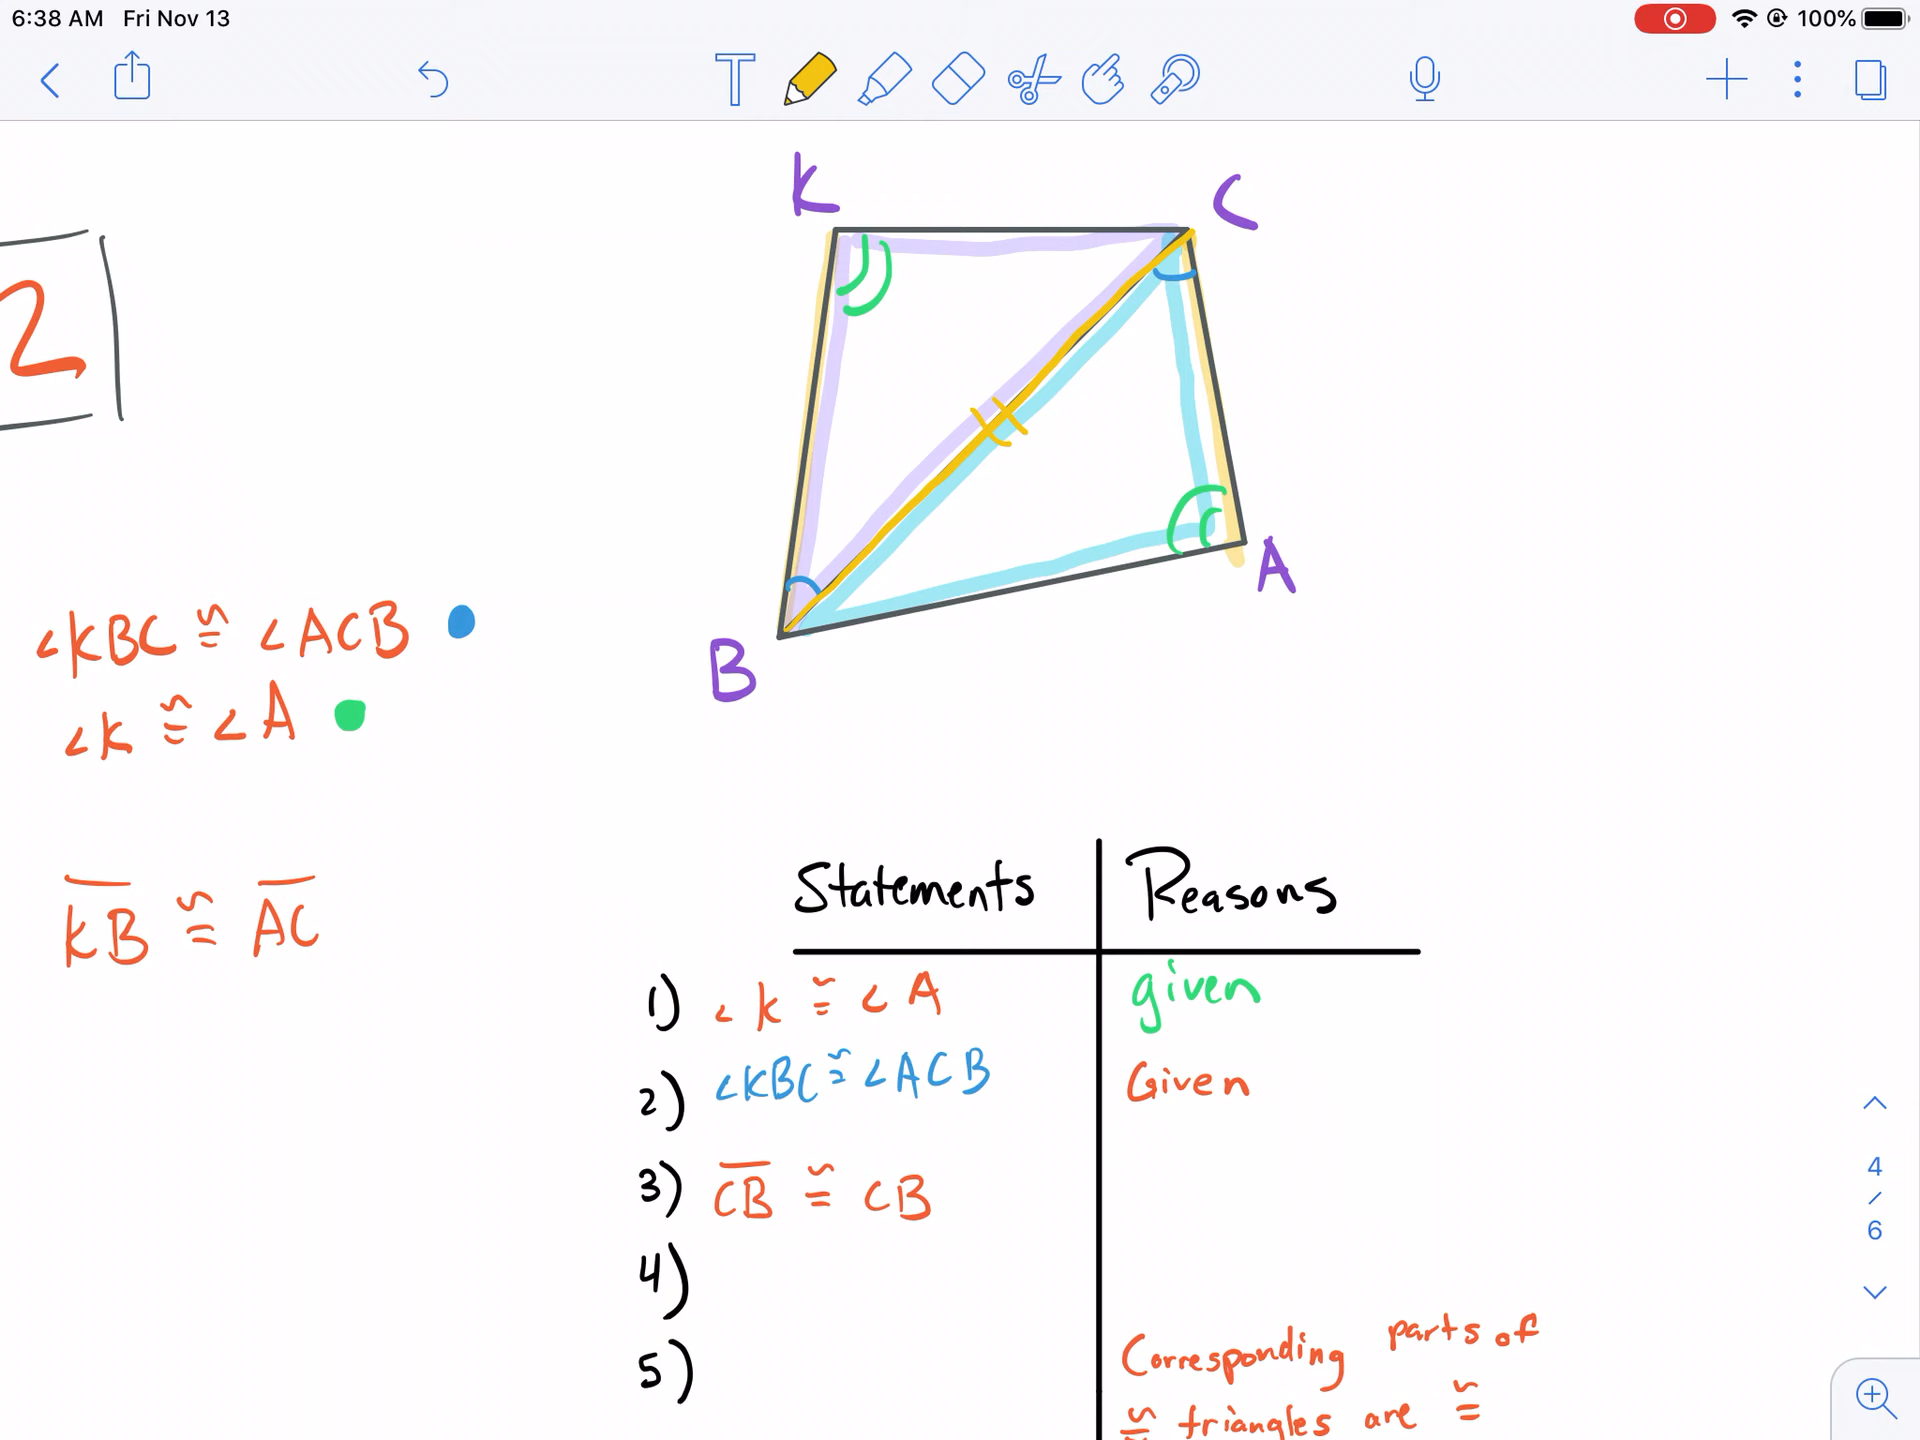 6:38 AM Fri Nov 13
100%
T
K
C
2
A
B
∠KBC ≅ ∠ACB
∠K ≅ ∠A
KB ≅ AC
Statements Reasons
1) ∠K ≅ ∠A given
2) ∠KBC ≅ ∠ACB Given
3) CB ≅ CB
4)
5) Corresponding parts of
≅ triangles are ≅
4
/
6